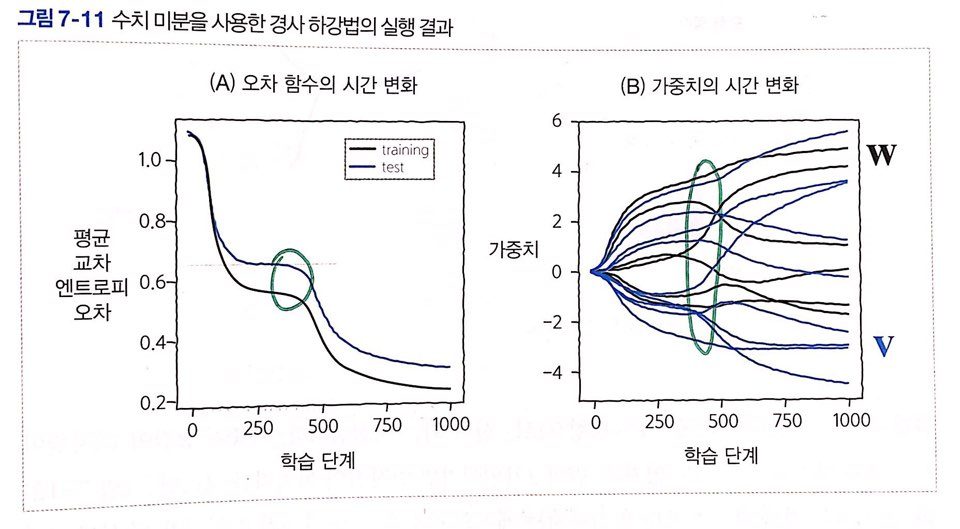 그림 7-11 수치 미분을 사용한 경사 하강법의 실행 결과
(A) 오차 함수의 시간 변화
(B) 가중치의 시간 변화
평균
교차
엔트로피
오차
1.0
0.8
0.6
0.4
0.2
training
test
0
250
500
750
1000
학습 단계
가중치
6
4
2
0
-2
-4
W
V
0
250
500
750
1000
학습 단계